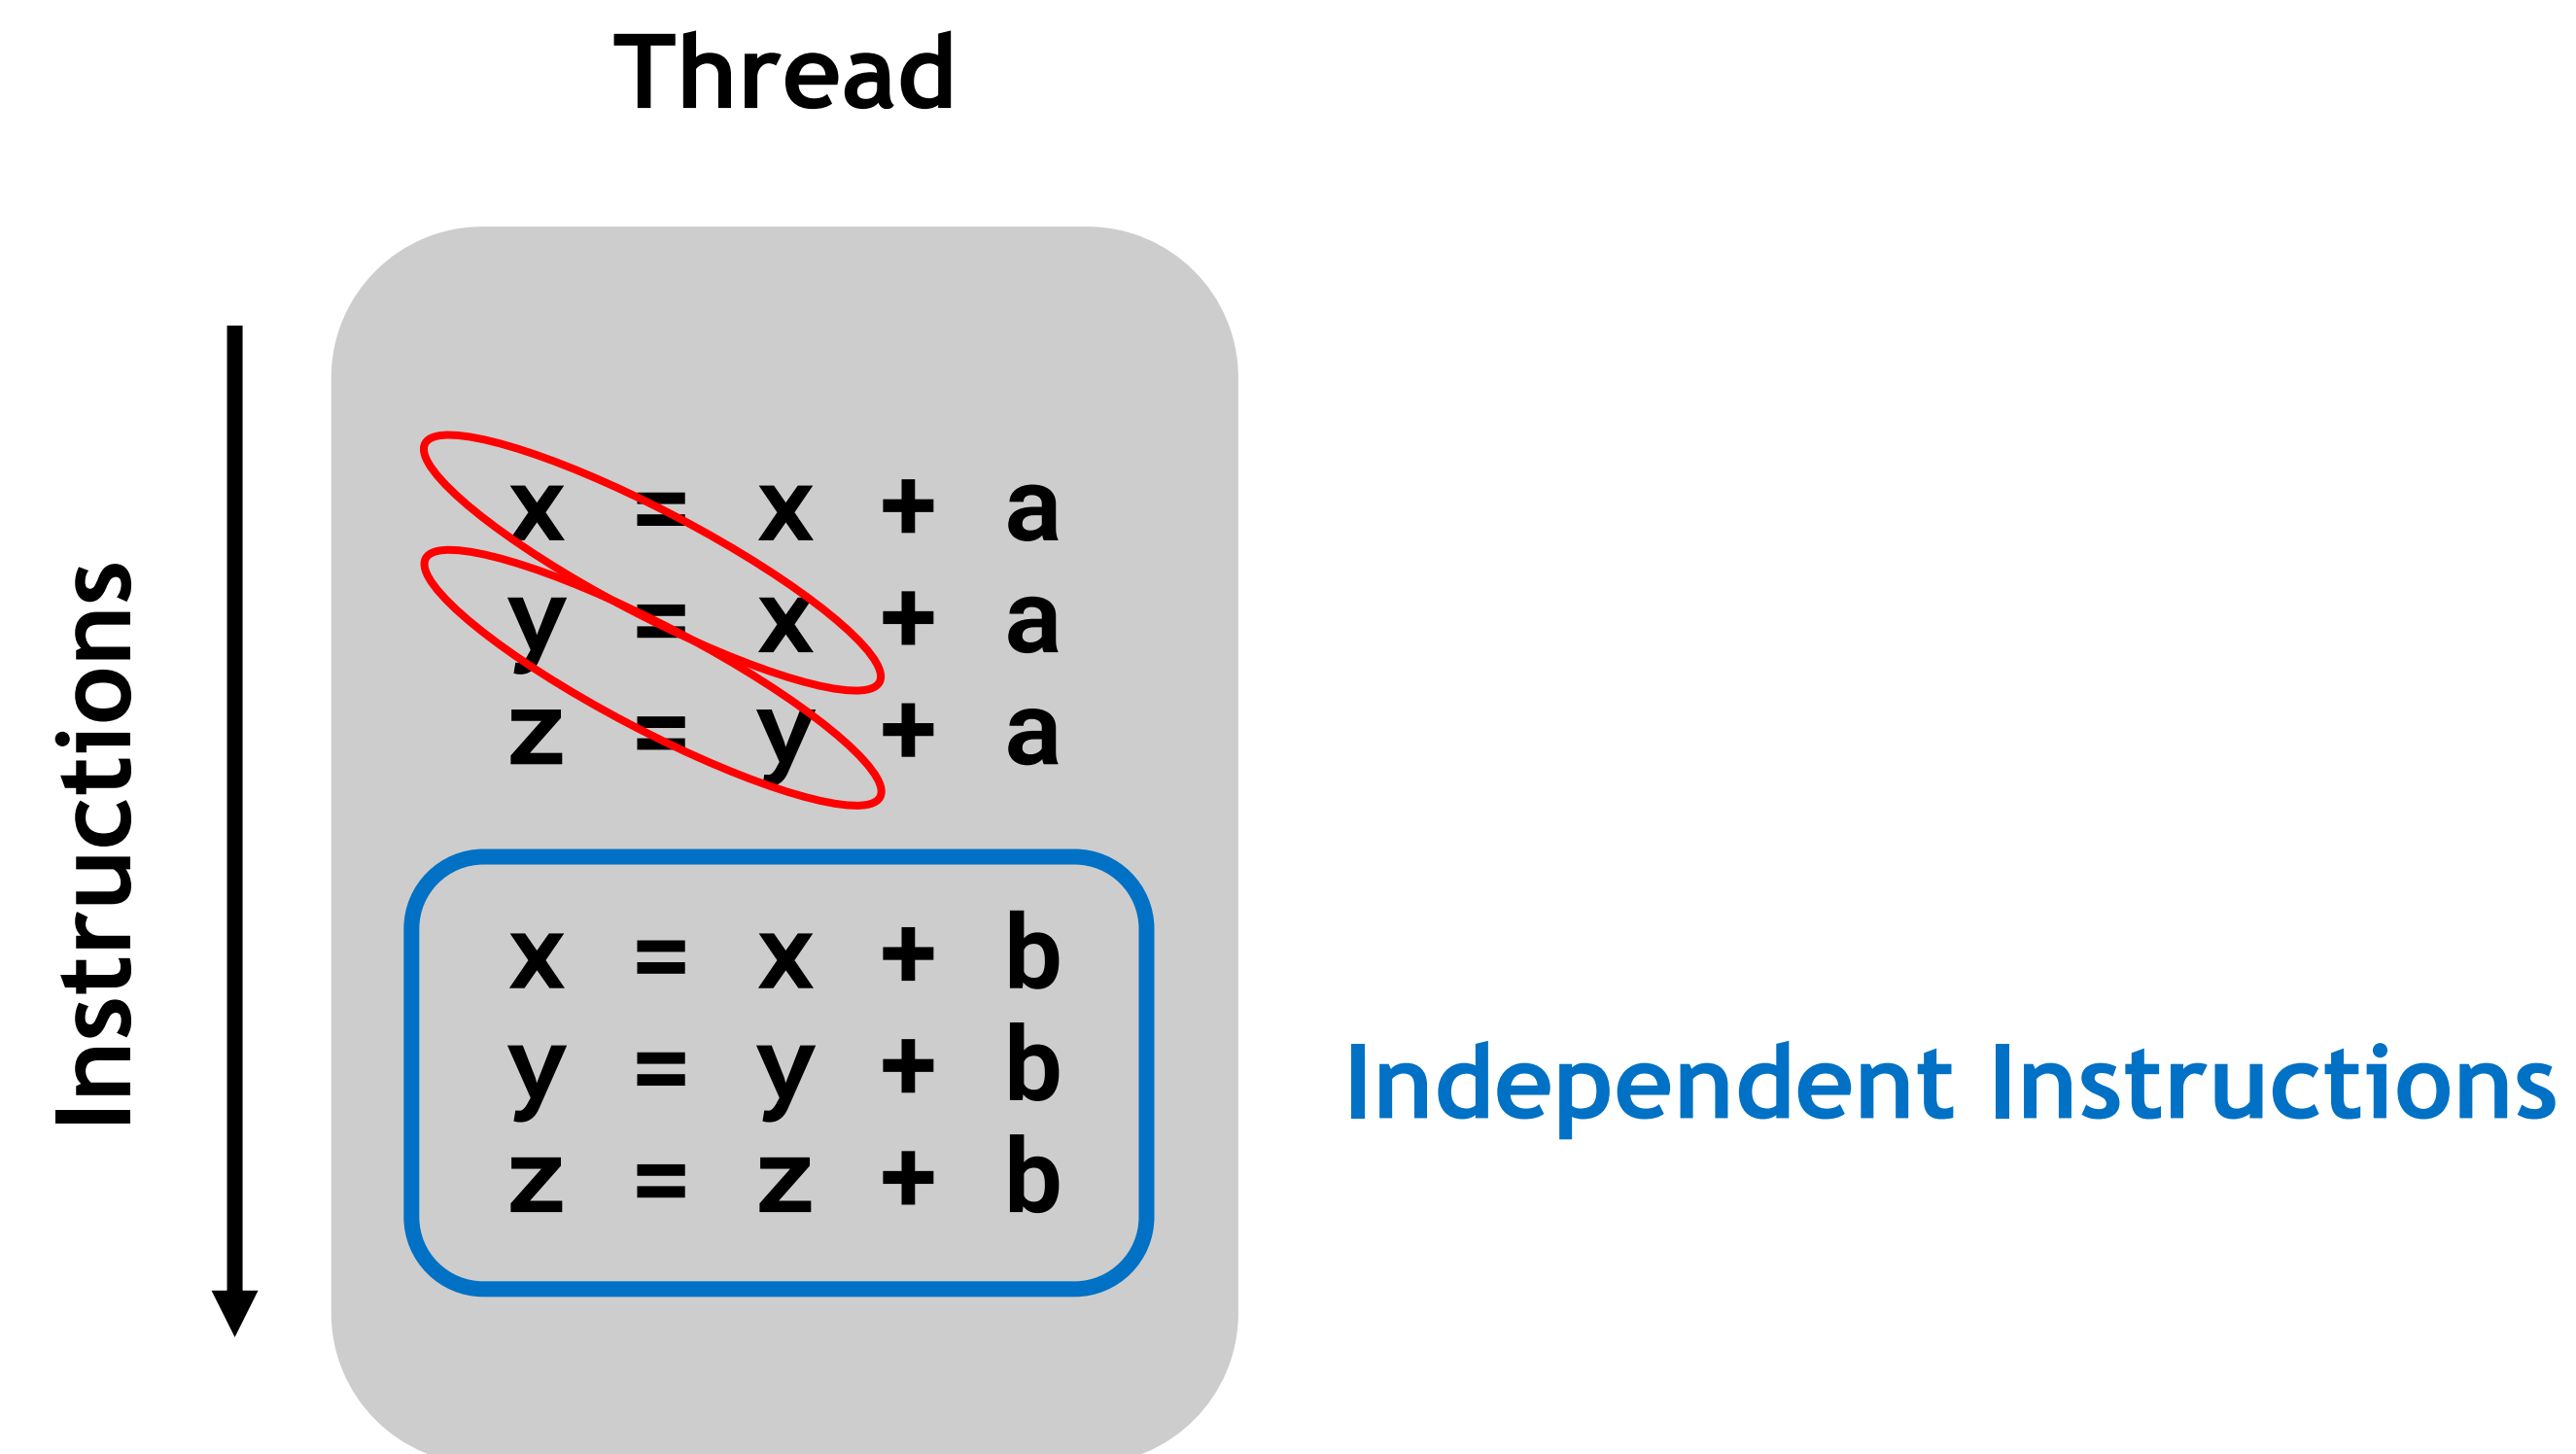 Thread
Instructions
x = x + a
y = x + a
z = y + a
x = x + b
y = y + b
z = z + b
Independent Instructions